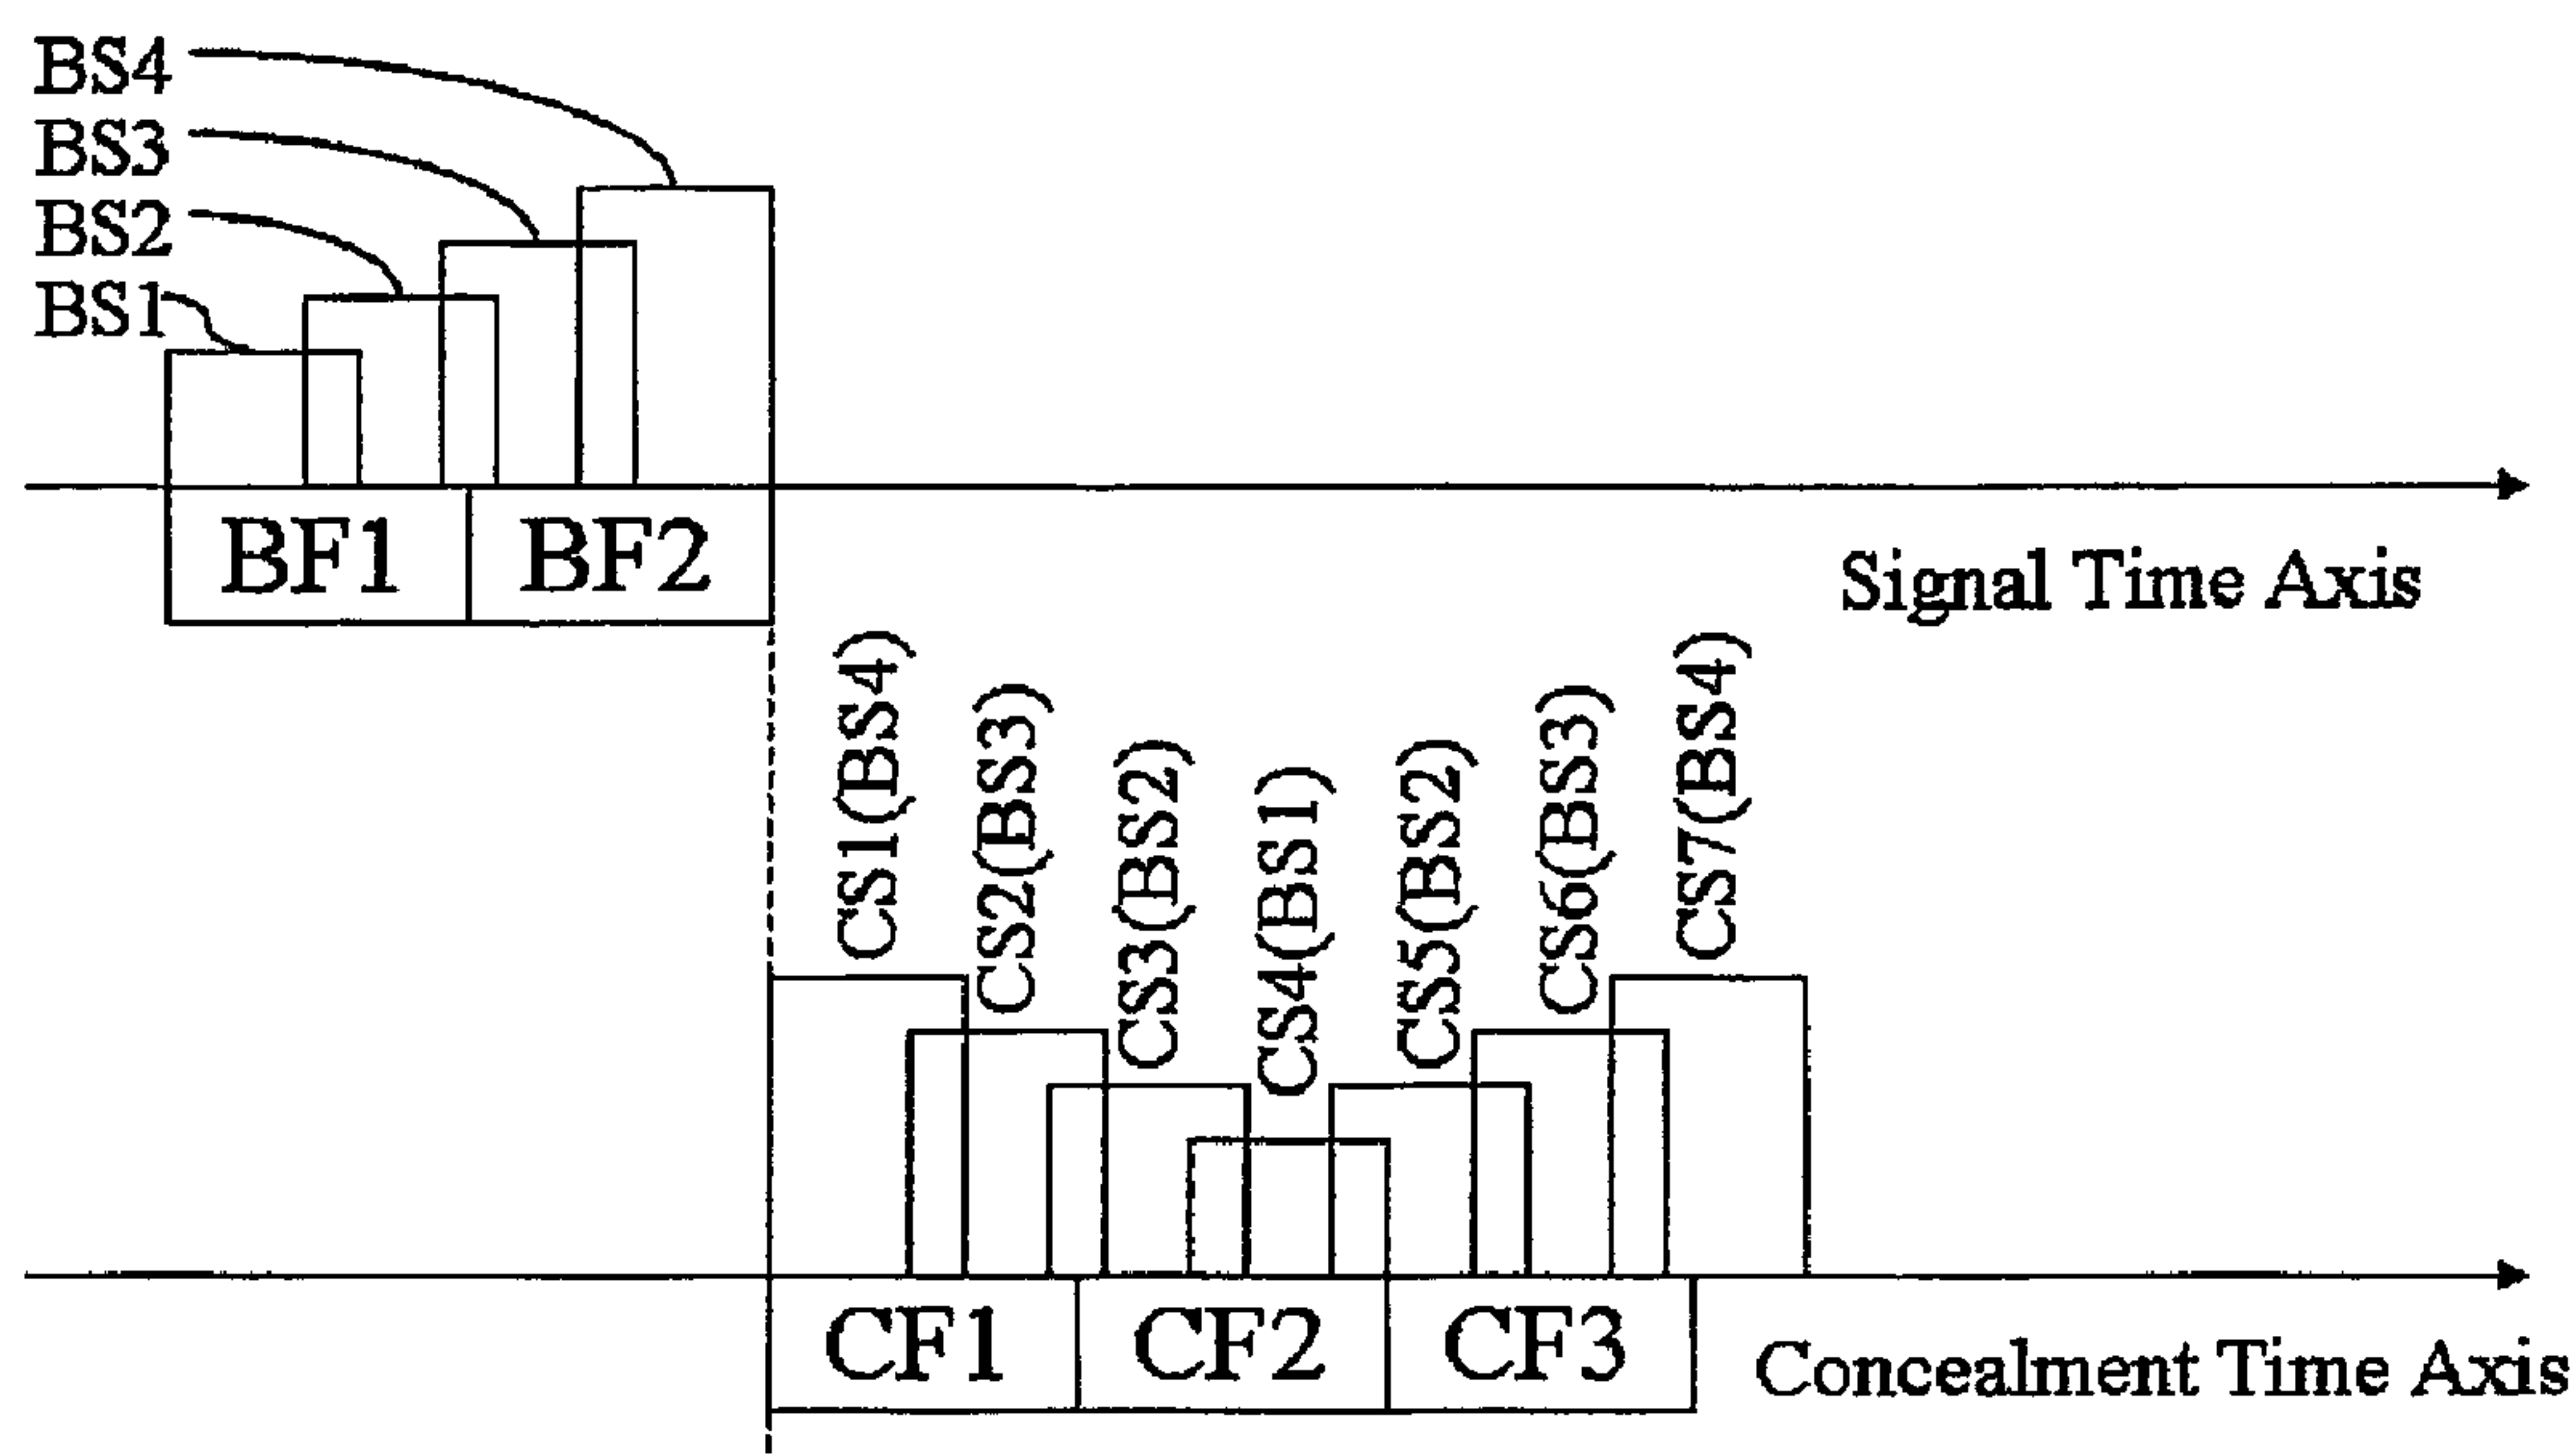 BS4
BS3
BS2
BS1
BF1
BF2
Signal Time Axis
CS1(BS4)
CS2(BS3)
CS3(BS2)
CS4(BS1)
CS5(BS2)
CS6(BS3)
CS7(BS4)
CF1
CF2
CF3
Concealment Time Axis